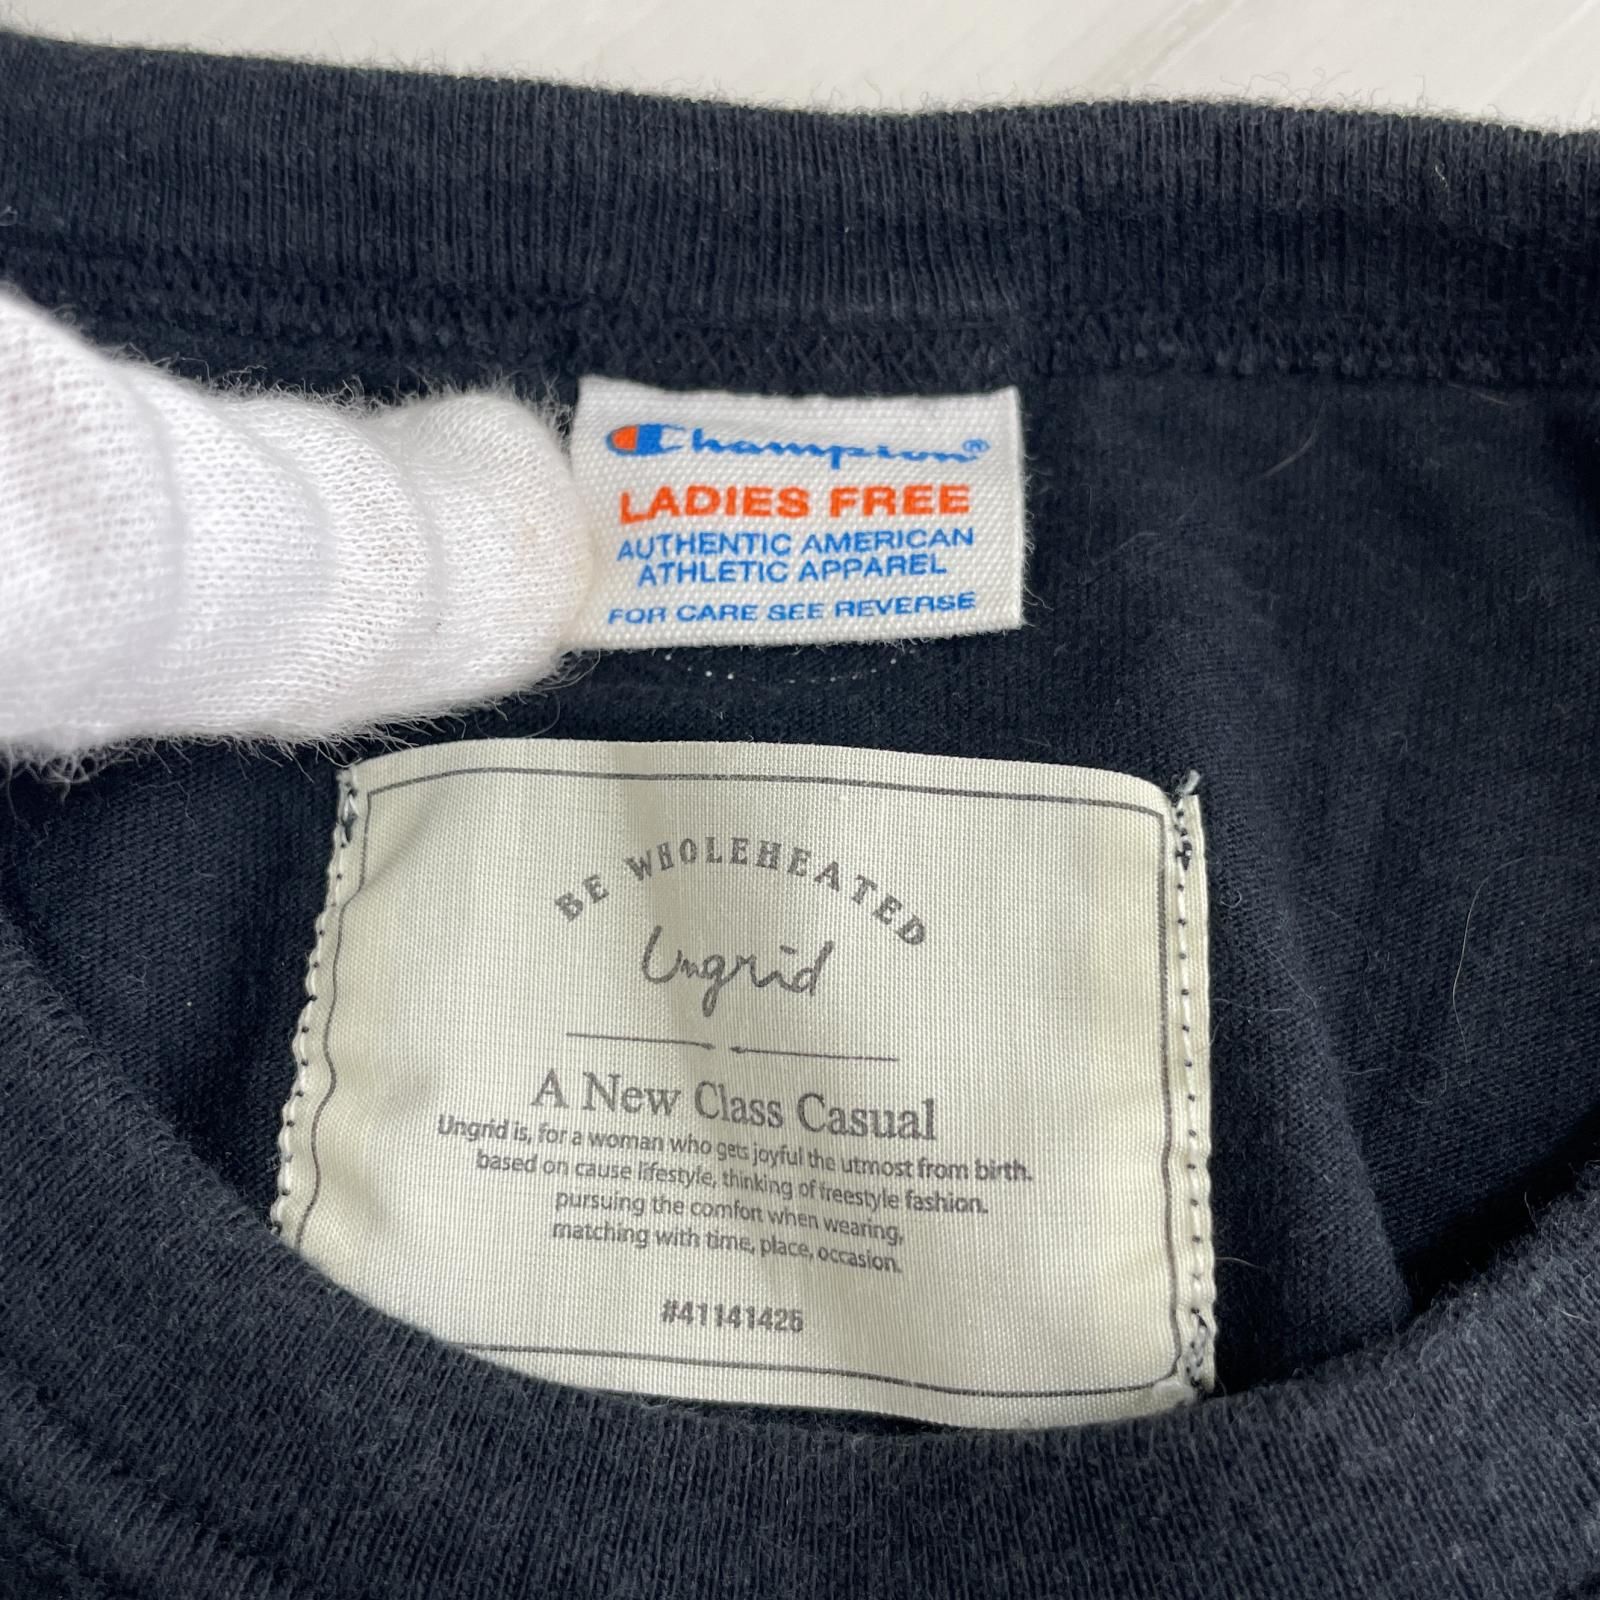 Champion®
LADIES FREE
AUTHENTIC AMERICAN
ATHLETIC APPAREL
FOR CARE SEE REVERSE
BE WHOLEHEATED
Ungrid
A New Class Casual
Ungrid is, for a woman who gets joyful the utmost from birth.
based on cause lifestyle, thinking of freestyle fashion.
pursuing the comfort when wearing,
matching with time, place, occasion.
#41141425